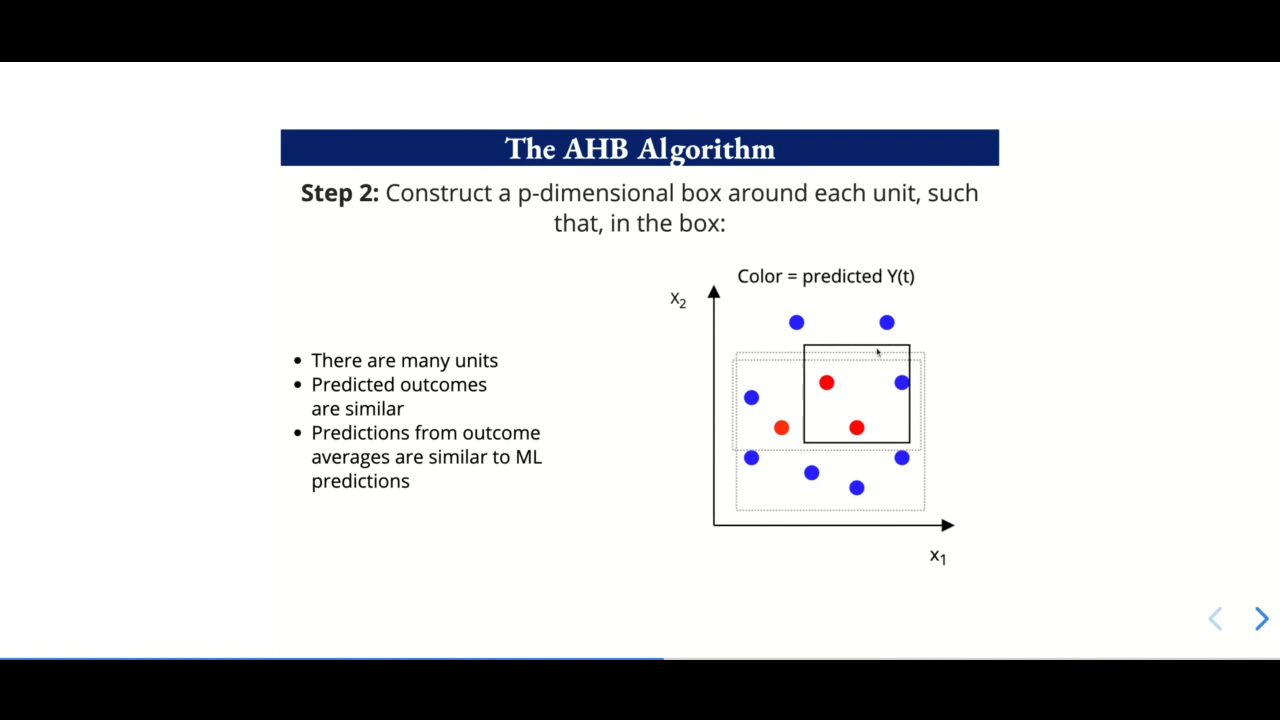 The AHB Algorithm
Step 2: Construct a p-dimensional box around each unit, such
that, in the box:
Color = predicted Y(t)
X2
• There are many units
• Predicted outcomes
are similar
• Predictions from outcome
averages are similar to ML
predictions
x1